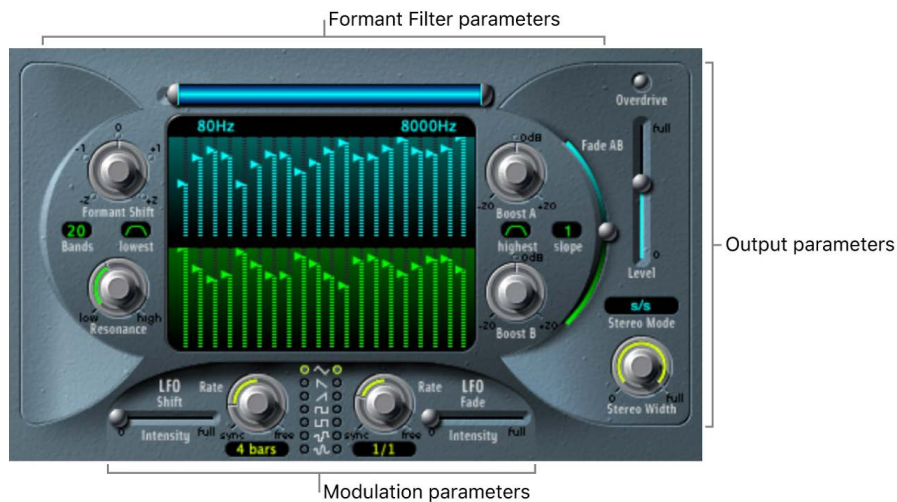 Formant Filter parameters
Overdrive
full
80Hz 8000Hz
0dB
Fade AB
0
-1 +1
-2 +2
Formant Shift
-20 +20
Boost A
20
Bands
lowest
highest
1
slope
0dB
Output parameters
0
Level
low high
Resonance
-20 +20
Boost B
s/s
Stereo Mode
LFO
Shift
Rate
Rate
LFO
Fade
0 full
Stereo Width
0 full
Intensity
sync free
4 bars
sync free
1/1
0 full
Intensity
Modulation parameters